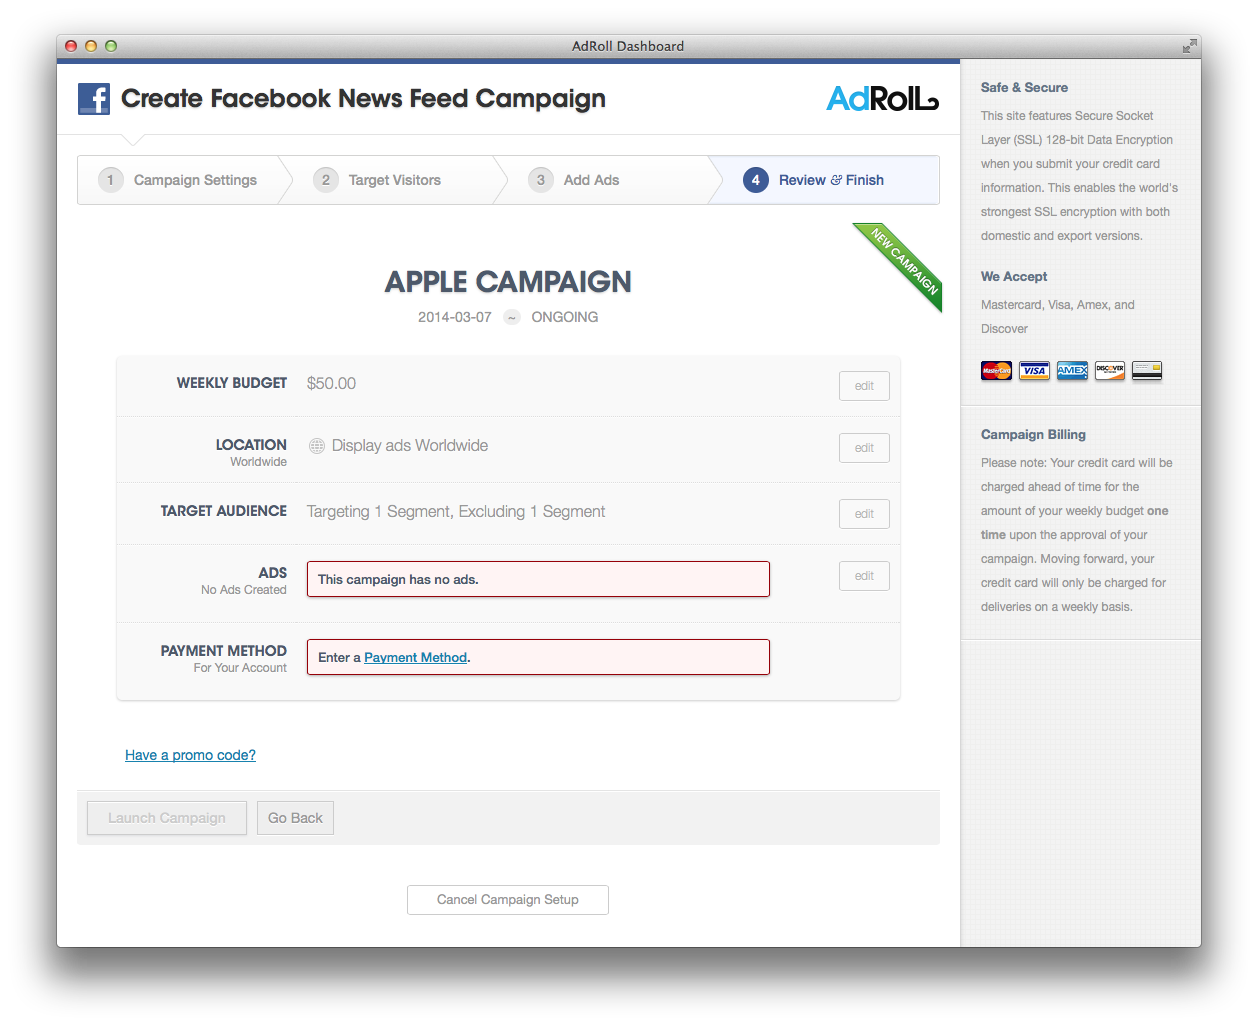 AdRoll Dashboard
f Create Facebook News Feed Campaign
AdRoll
1 Campaign Settings
2 Target Visitors
3 Add Ads
4 Review & Finish
NEW CAMPAIGN
APPLE CAMPAIGN
2014-03-07 ~ ONGOING
WEEKLY BUDGET $50.00 edit
LOCATION Display ads Worldwide edit
Worldwide
TARGET AUDIENCE Targeting 1 Segment, Excluding 1 Segment edit
ADS This campaign has no ads. edit
No Ads Created
PAYMENT METHOD Enter a Payment Method.
For Your Account
Have a promo code?
Launch Campaign Go Back
Cancel Campaign Setup
Safe & Secure
This site features Secure Socket
Layer (SSL) 128-bit Data Encryption
when you submit your credit card
information. This enables the world's
strongest SSL encryption with both
domestic and export versions.
We Accept
Mastercard, Visa, Amex, and
Discover
MasterCard VISA AMEX DISCOVER
Campaign Billing
Please note: Your credit card will be
charged ahead of time for the
amount of your weekly budget one
time upon the approval of your
campaign. Moving forward, your
credit card will only be charged for
deliveries on a weekly basis.